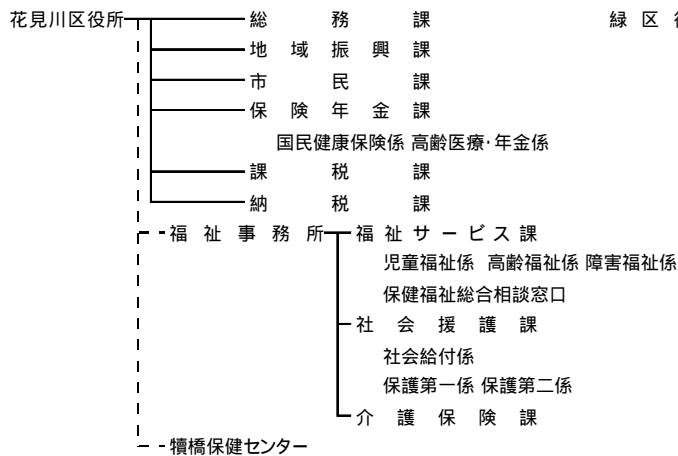 花見川区役所 総務課 緑区
地域振興課
市民課
保険年金課
国民健康保険係 高齢医療・年金係
課税課
納税課
福祉事務所 福祉サービス課
児童福祉係 高齢福祉係 障害福祉係
保健福祉総合相談窓口
社会援護課
社会給付係
保護第一係 保護第二係
介護保険課
犢橋保健センター